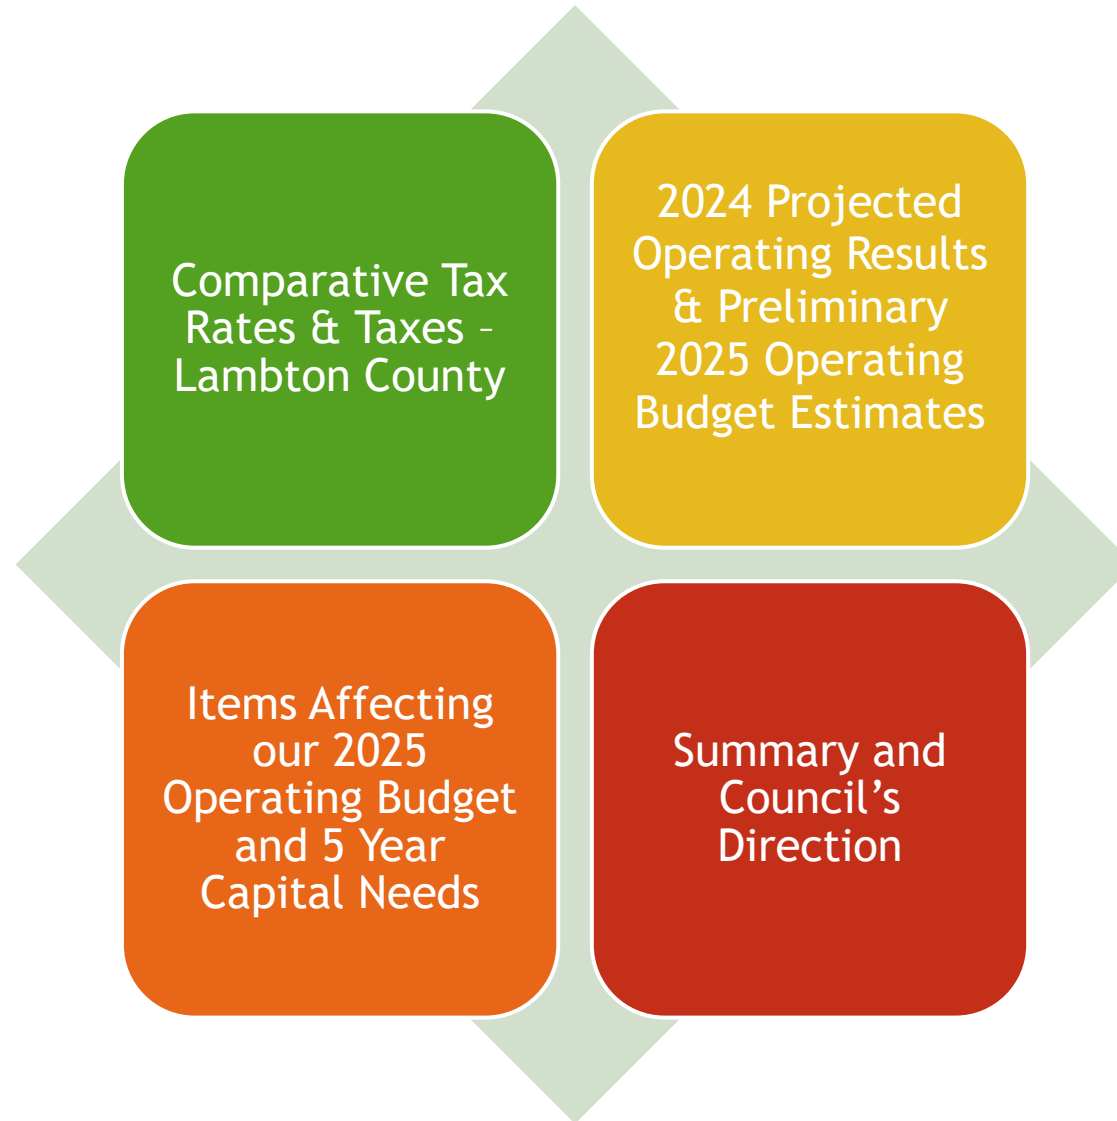 Comparative Tax
Rates & Taxes –
Lambton County
2024 Projected
Operating Results
& Preliminary
2025 Operating
Budget Estimates
Items Affecting
our 2025
Operating Budget
and 5 Year
Capital Needs
Summary and
Council’s
Direction